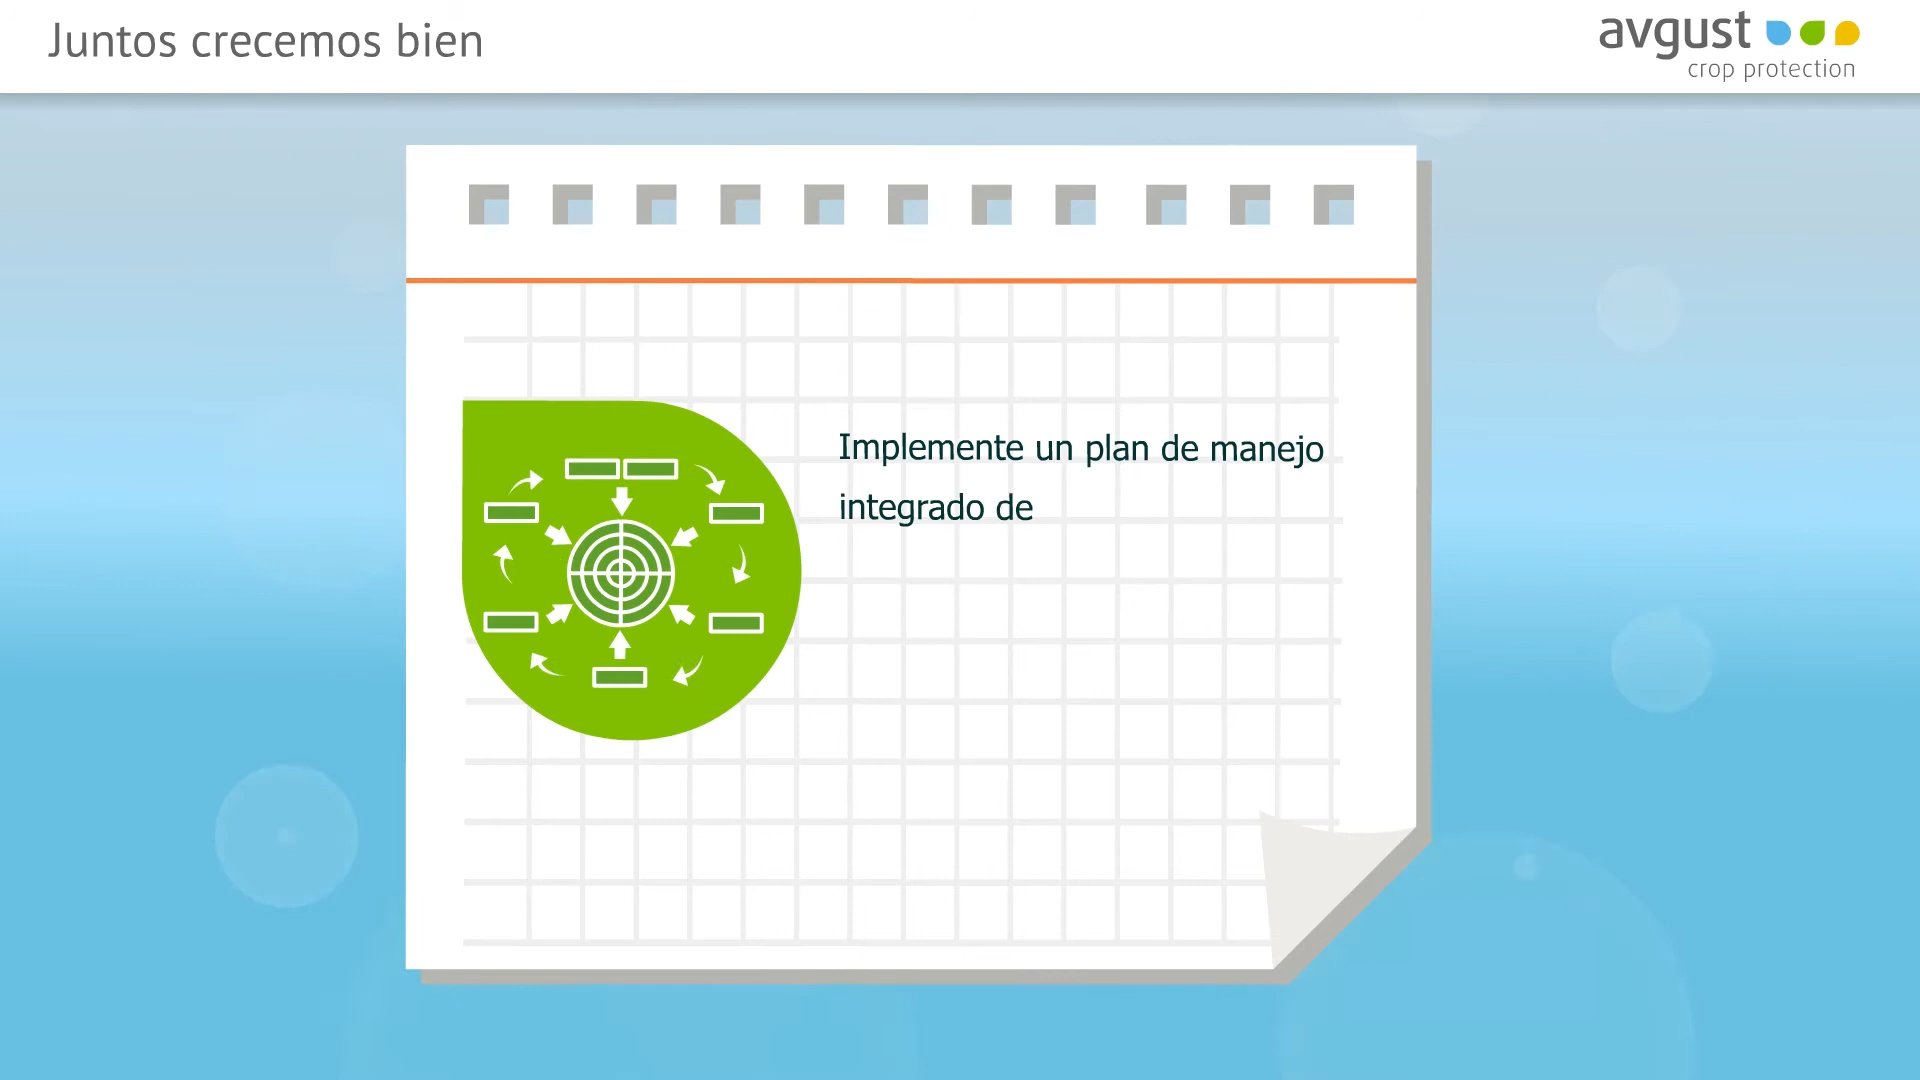 Juntos crecemos bien
avgust
crop protection
Implemente un plan de manejo
integrado de